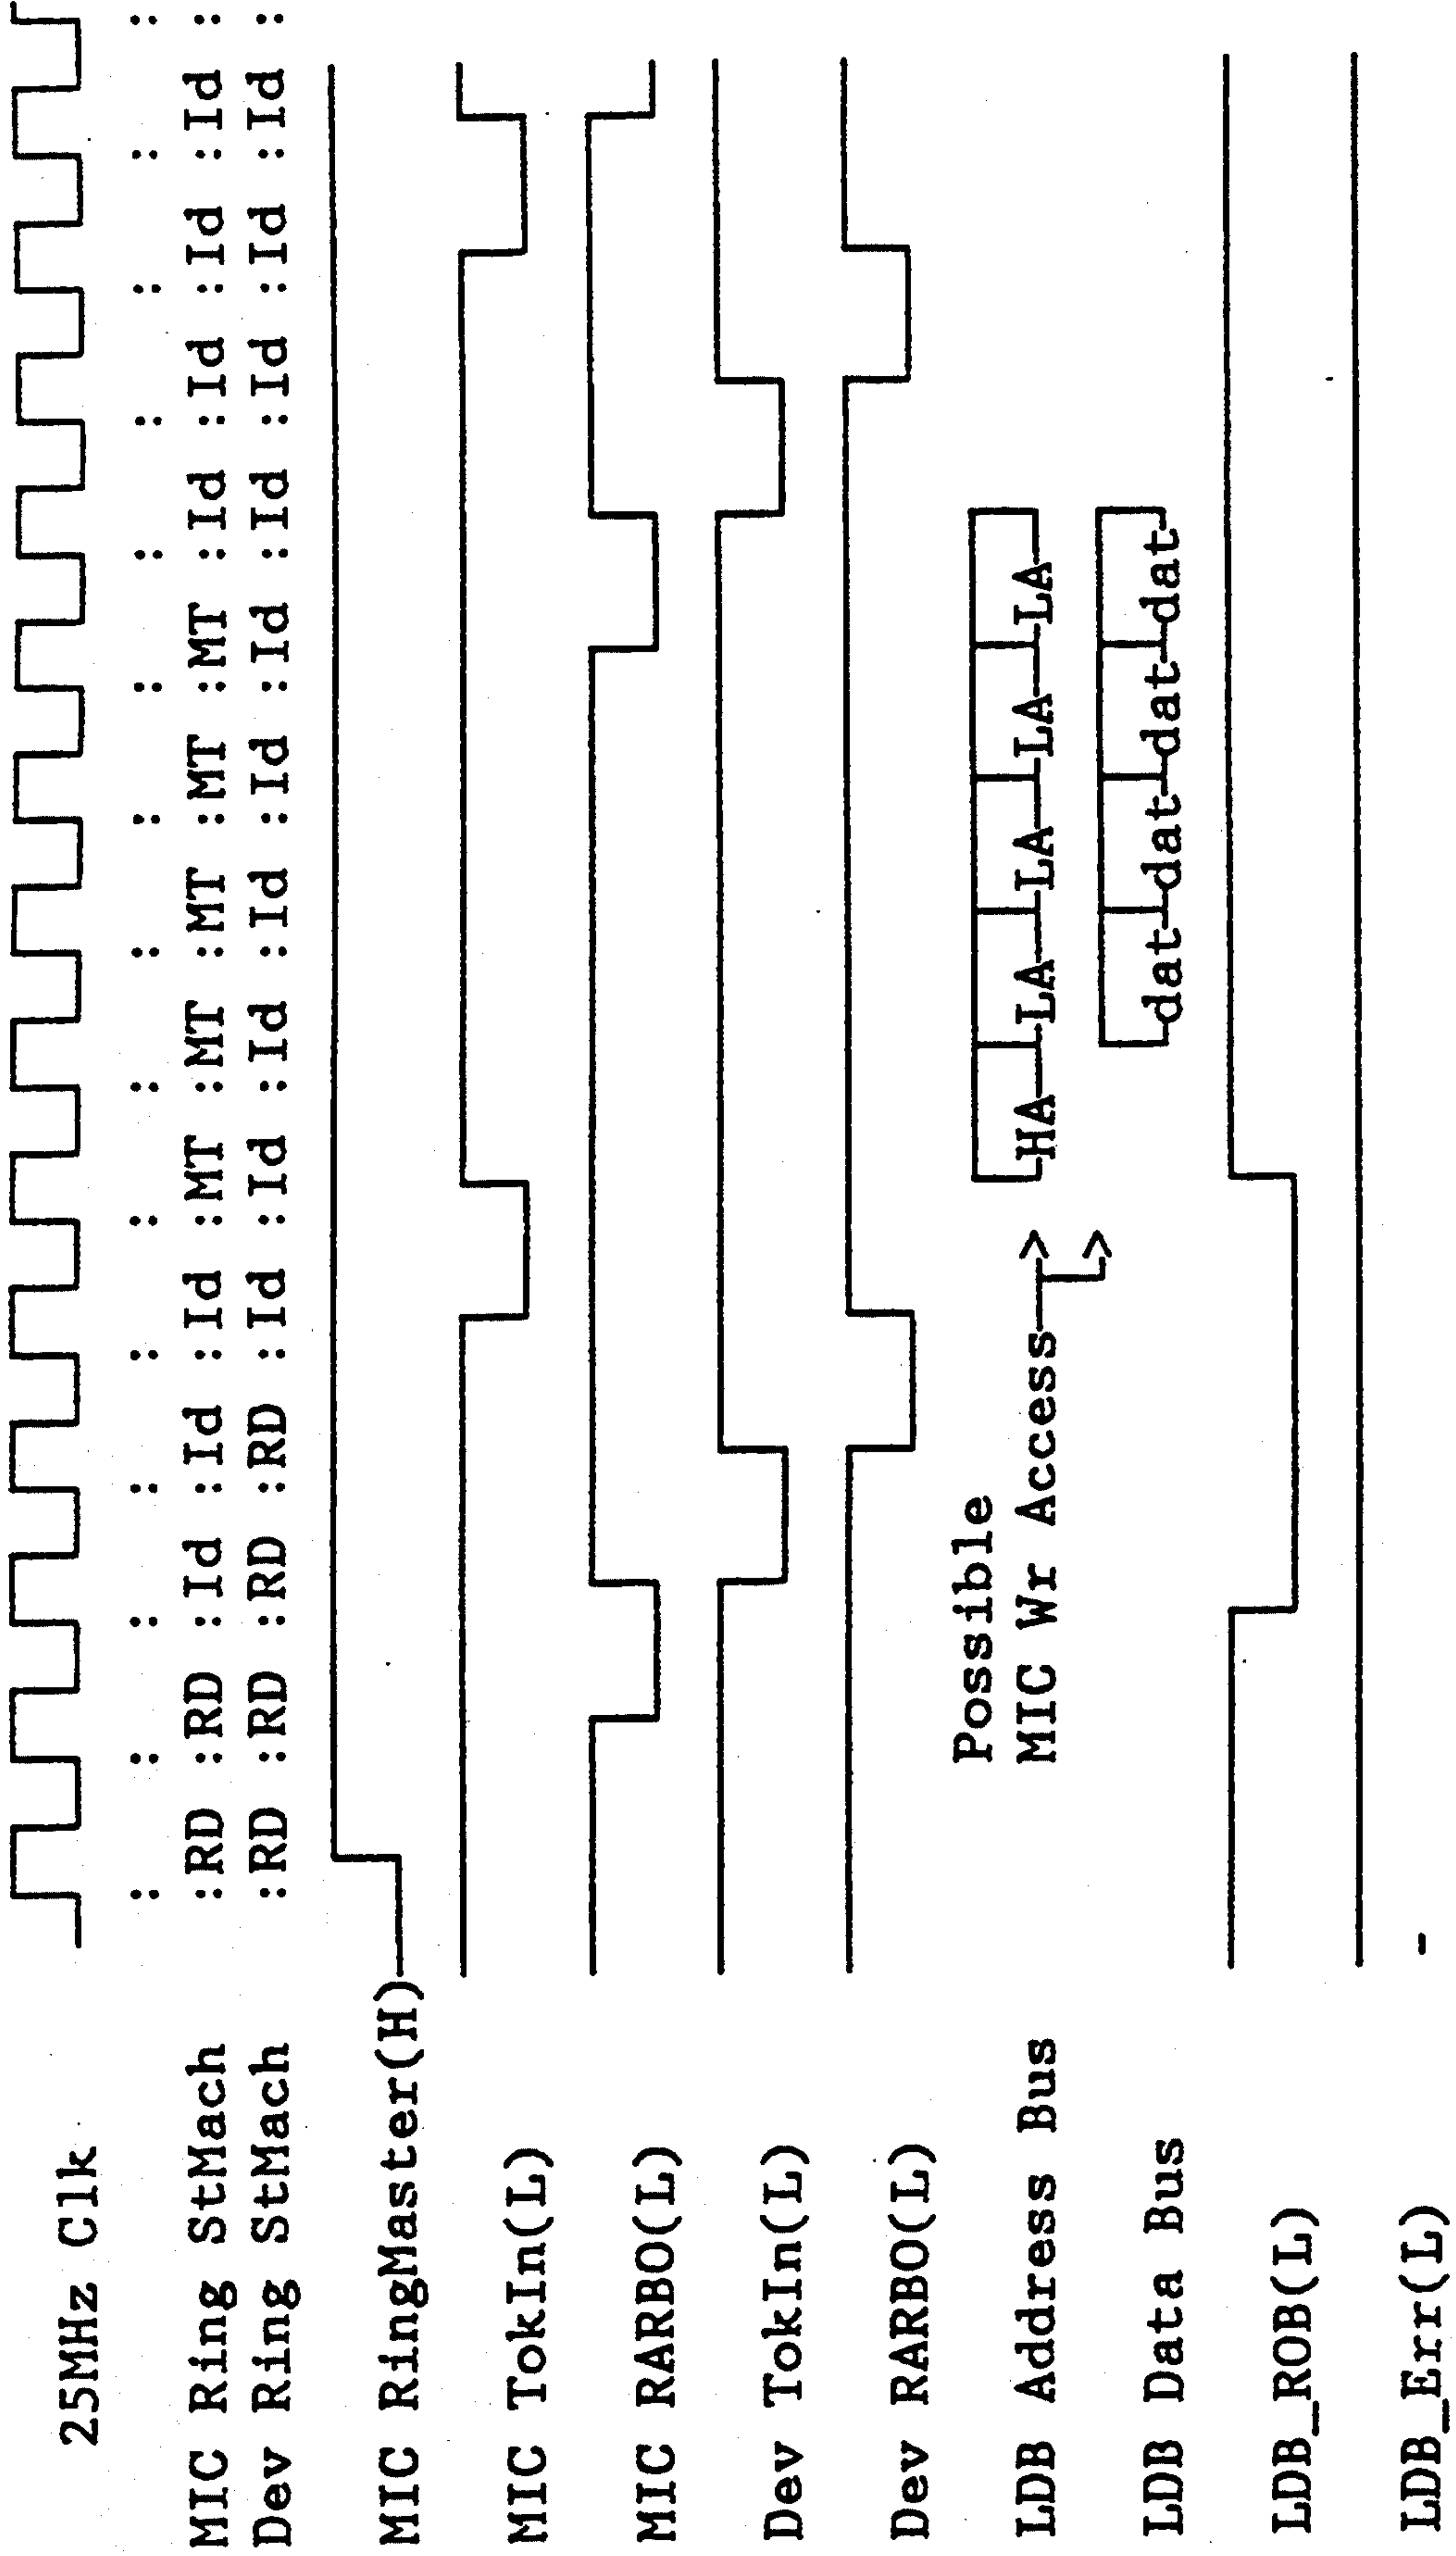 25MHz Clk
: : : : : : : : : : : : : : :
MIC Ring StMach :RD :RD :Id :Id :Id :MT :MT :MT :MT :MT :Id :Id :Id :Id :
Dev Ring StMach :RD :RD :RD :RD :Id :Id :Id :Id :Id :Id :Id :Id :Id :Id :
MIC RingMaster(H)
MIC TokIn(L)
MIC RARBO(L)
Dev TokIn(L)
Dev RARBO(L)
Possible
LDB Address Bus MIC Wr Access > HA LA LA LA LA
>
LDB Data Bus dat dat dat dat
LDB_ROB(L)
LDB_Err(L)